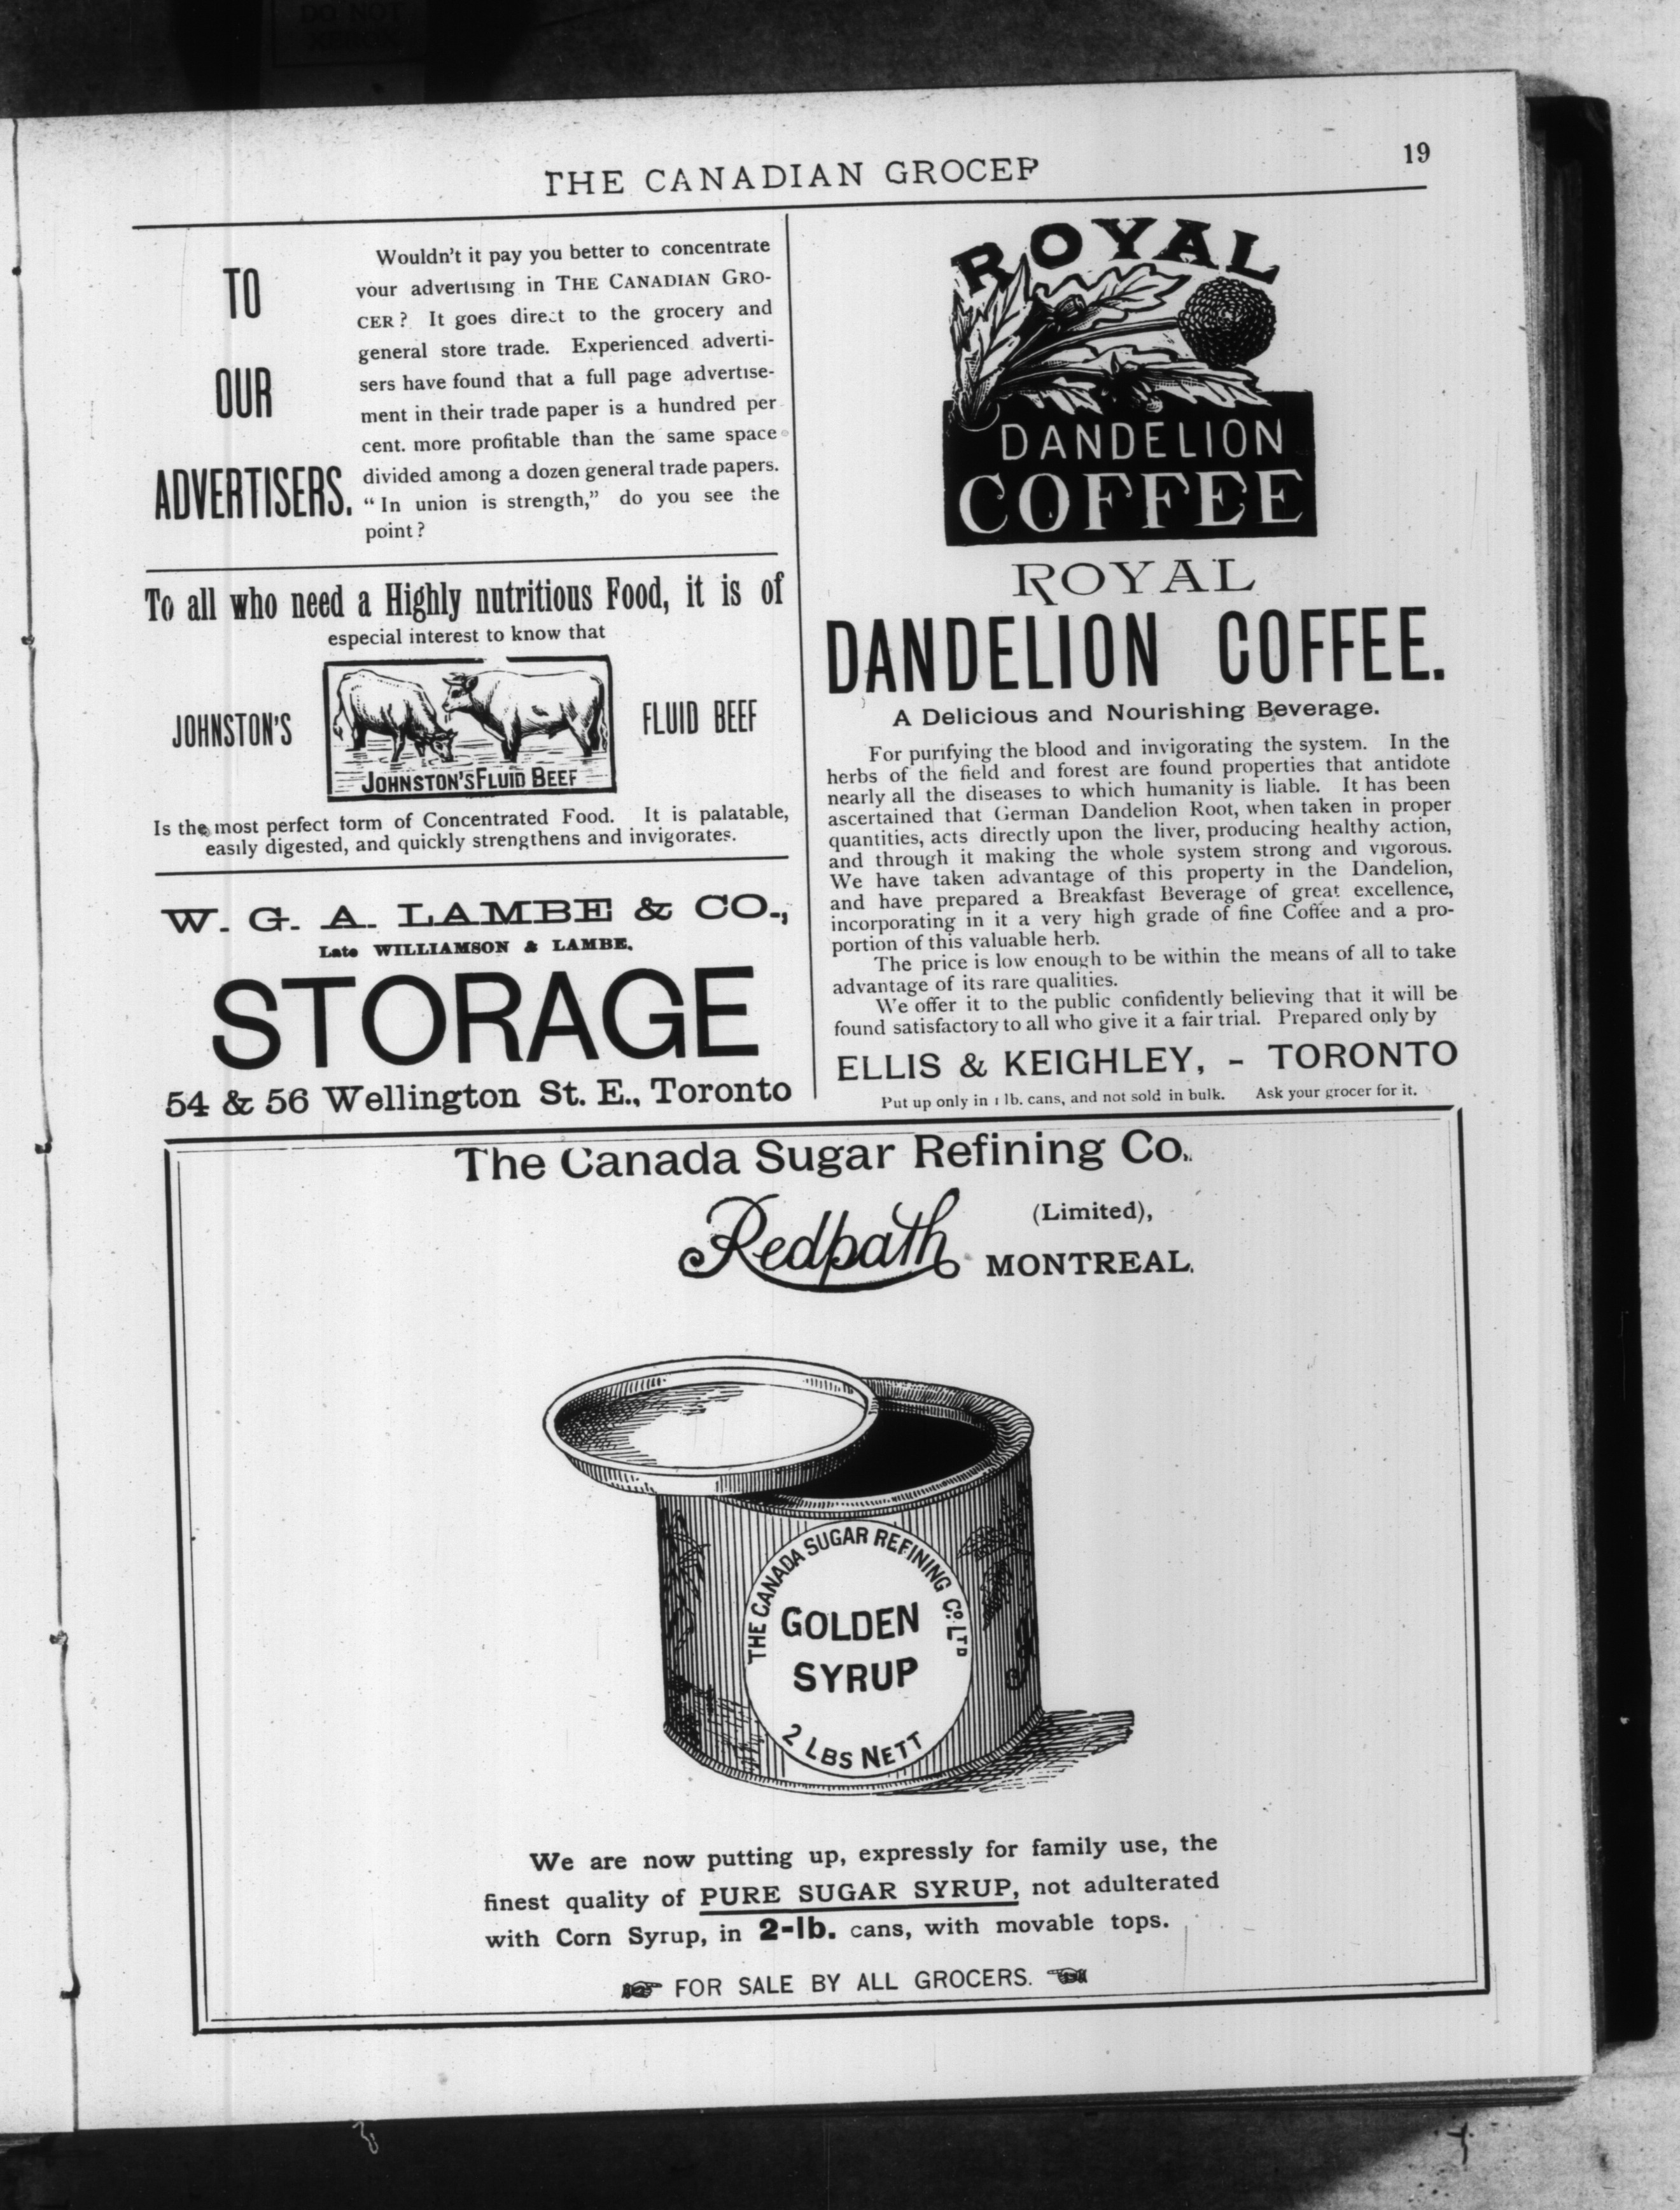 DO NOT
XEROX
THE CANADIAN GROCER
19
TO
OUR
ADVERTISERS.
Wouldn't it pay you better to concentrate
your advertising in THE CANADIAN GRO-
CER? It goes direct to the grocery and
general store trade. Experienced adverti-
sers have found that a full page advertise-
ment in their trade paper is a hundred per
cent. more profitable than the same space
divided among a dozen general trade papers.
"In union is strength," do you see the
point?
To all who need a Highly nutritious Food, it is of
especial interest to know that
JOHNSTON'S
JOHNSTON'S FLUID BEEF
FLUID BEEF
Is the most perfect form of Concentrated Food. It is palatable,
easily digested, and quickly strengthens and invigorates.
W. G. A. LAMBE & CO.,
Late WILLIAMSON & LAMBE.
STORAGE
54 & 56 Wellington St. E., Toronto
ROYAL
DANDELION
COFFEE
ROYAL
DANDELION COFFEE.
A Delicious and Nourishing Beverage.
For purifying the blood and invigorating the system. In the
herbs of the field and forest are found properties that antidote
nearly all the diseases to which humanity is liable. It has been
ascertained that German Dandelion Root, when taken in proper
quantities, acts directly upon the liver, producing healthy action,
and through it making the whole system strong and vigorous.
We have taken advantage of this property in the Dandelion,
and have prepared a Breakfast Beverage of great excellence,
incorporating in it a very high grade of fine Coffee and a pro-
portion of this valuable herb.
The price is low enough to be within the means of all to take
advantage of its rare qualities.
We offer it to the public confidently believing that it will be
found satisfactory to all who give it a fair trial. Prepared only by
ELLIS & KEIGHLEY, - TORONTO
Put up only in 1 lb. cans, and not sold in bulk. Ask your grocer for it.
The Canada Sugar Refining Co.
(Limited),
Redpath
MONTREAL.
THE CANADA SUGAR REFINING Co. LTD
GOLDEN
SYRUP
2 LBS NETT
We are now putting up, expressly for family use, the
finest quality of PURE SUGAR SYRUP, not adulterated
with Corn Syrup, in 2-lb. cans, with movable tops.
FOR SALE BY ALL GROCERS.